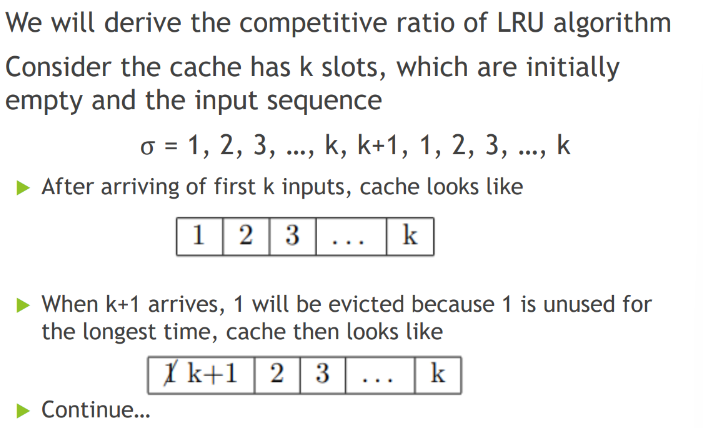 We will derive the competitive ratio of LRU algorithm
Consider the cache has k slots, which are initially
empty and the input sequence
σ = 1, 2, 3, …, k, k+1, 1, 2, 3, …, k
After arriving of first k inputs, cache looks like
1 2 3 ... k
When k+1 arrives, 1 will be evicted because 1 is unused for
the longest time, cache then looks like
1 k+1 2 3 ... k
Continue…